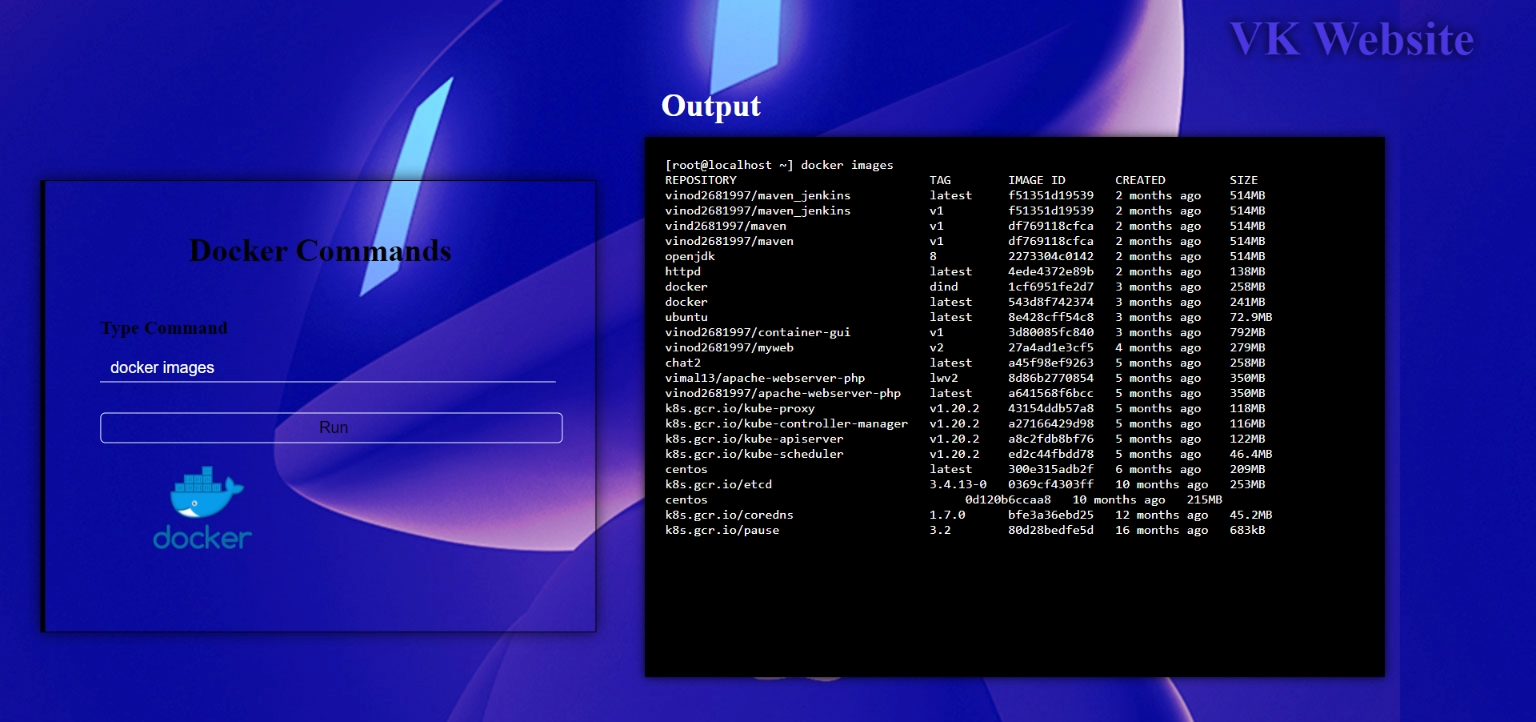 VK Website
Docker Commands
Type Command
docker images
Run
docker
Output
[root@localhost ~] docker images
REPOSITORY TAG IMAGE ID CREATED SIZE
vinod2681997/maven_jenkins latest f51351d19539 2 months ago 514MB
vinod2681997/maven_jenkins v1 f51351d19539 2 months ago 514MB
vind2681997/maven v1 df769118cfca 2 months ago 514MB
vinod2681997/maven v1 df769118cfca 2 months ago 514MB
openjdk 8 2273304c0142 2 months ago 514MB
httpd latest 4ede4372e89b 2 months ago 138MB
docker dind 1cf6951fe2d7 3 months ago 258MB
docker latest 543d8f742374 3 months ago 241MB
ubuntu latest 8e428cff54c8 3 months ago 72.9MB
vinod2681997/container-gui v1 3d80085fc840 3 months ago 792MB
vinod2681997/myweb v2 27a4ad1e3cf5 4 months ago 279MB
chat2 latest a45f98ef9263 5 months ago 258MB
vimal13/apache-webserver-php lwv2 8d86b2770854 5 months ago 350MB
vinod2681997/apache-webserver-php latest a641568f6bcc 5 months ago 350MB
k8s.gcr.io/kube-proxy v1.20.2 43154ddb57a8 5 months ago 118MB
k8s.gcr.io/kube-controller-manager v1.20.2 a27166429d98 5 months ago 116MB
k8s.gcr.io/kube-apiserver v1.20.2 a8c2fdb8bf76 5 months ago 122MB
k8s.gcr.io/kube-scheduler v1.20.2 ed2c44fbdd78 5 months ago 46.4MB
centos latest 300e315adb2f 6 months ago 209MB
k8s.gcr.io/etcd 3.4.13-0 0369cf4303ff 10 months ago 253MB
centos 0d120b6ccaa8 10 months ago 215MB
k8s.gcr.io/coredns 1.7.0 bfe3a36ebd25 12 months ago 45.2MB
k8s.gcr.io/pause 3.2 80d28bedfe5d 16 months ago 683kB